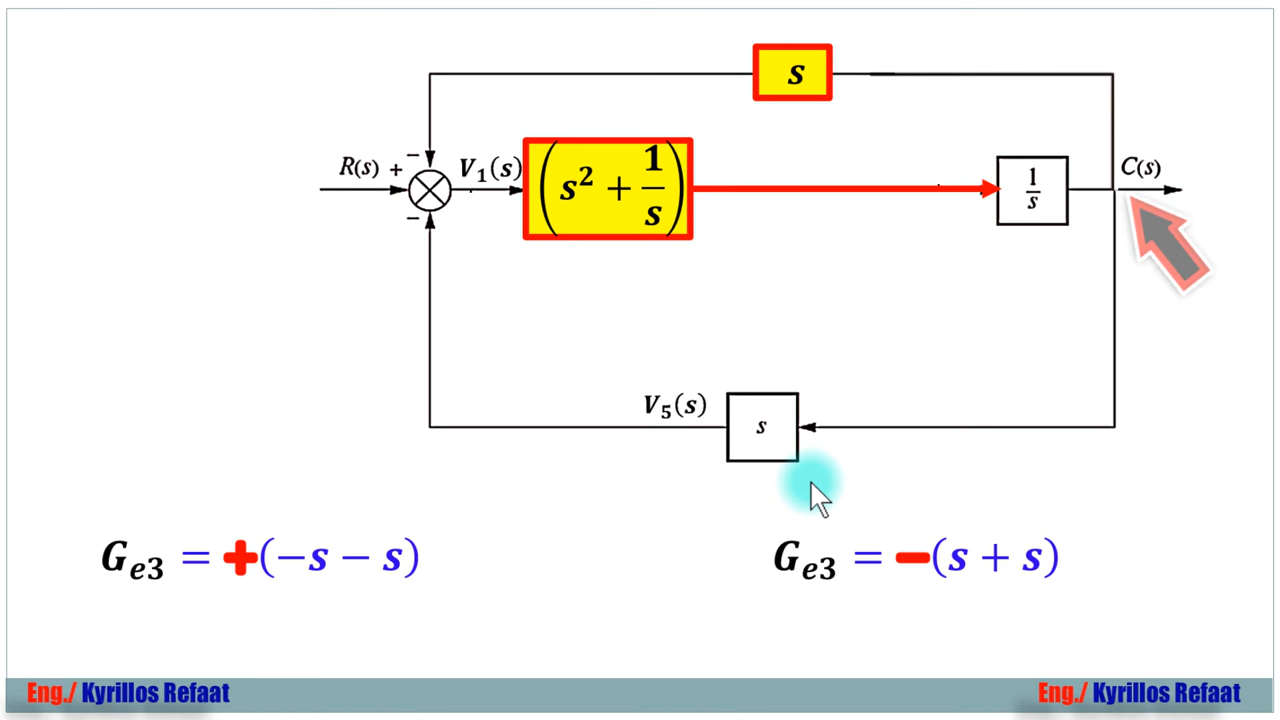 s
R(s) + − V₁(s) (s² + 1/s) 1/s C(s)
−
V₅(s) s
Gₑ₃ = +(−s − s)
Gₑ₃ = −(s + s)
Eng./ Kyrillos Refaat
Eng./ Kyrillos Refaat